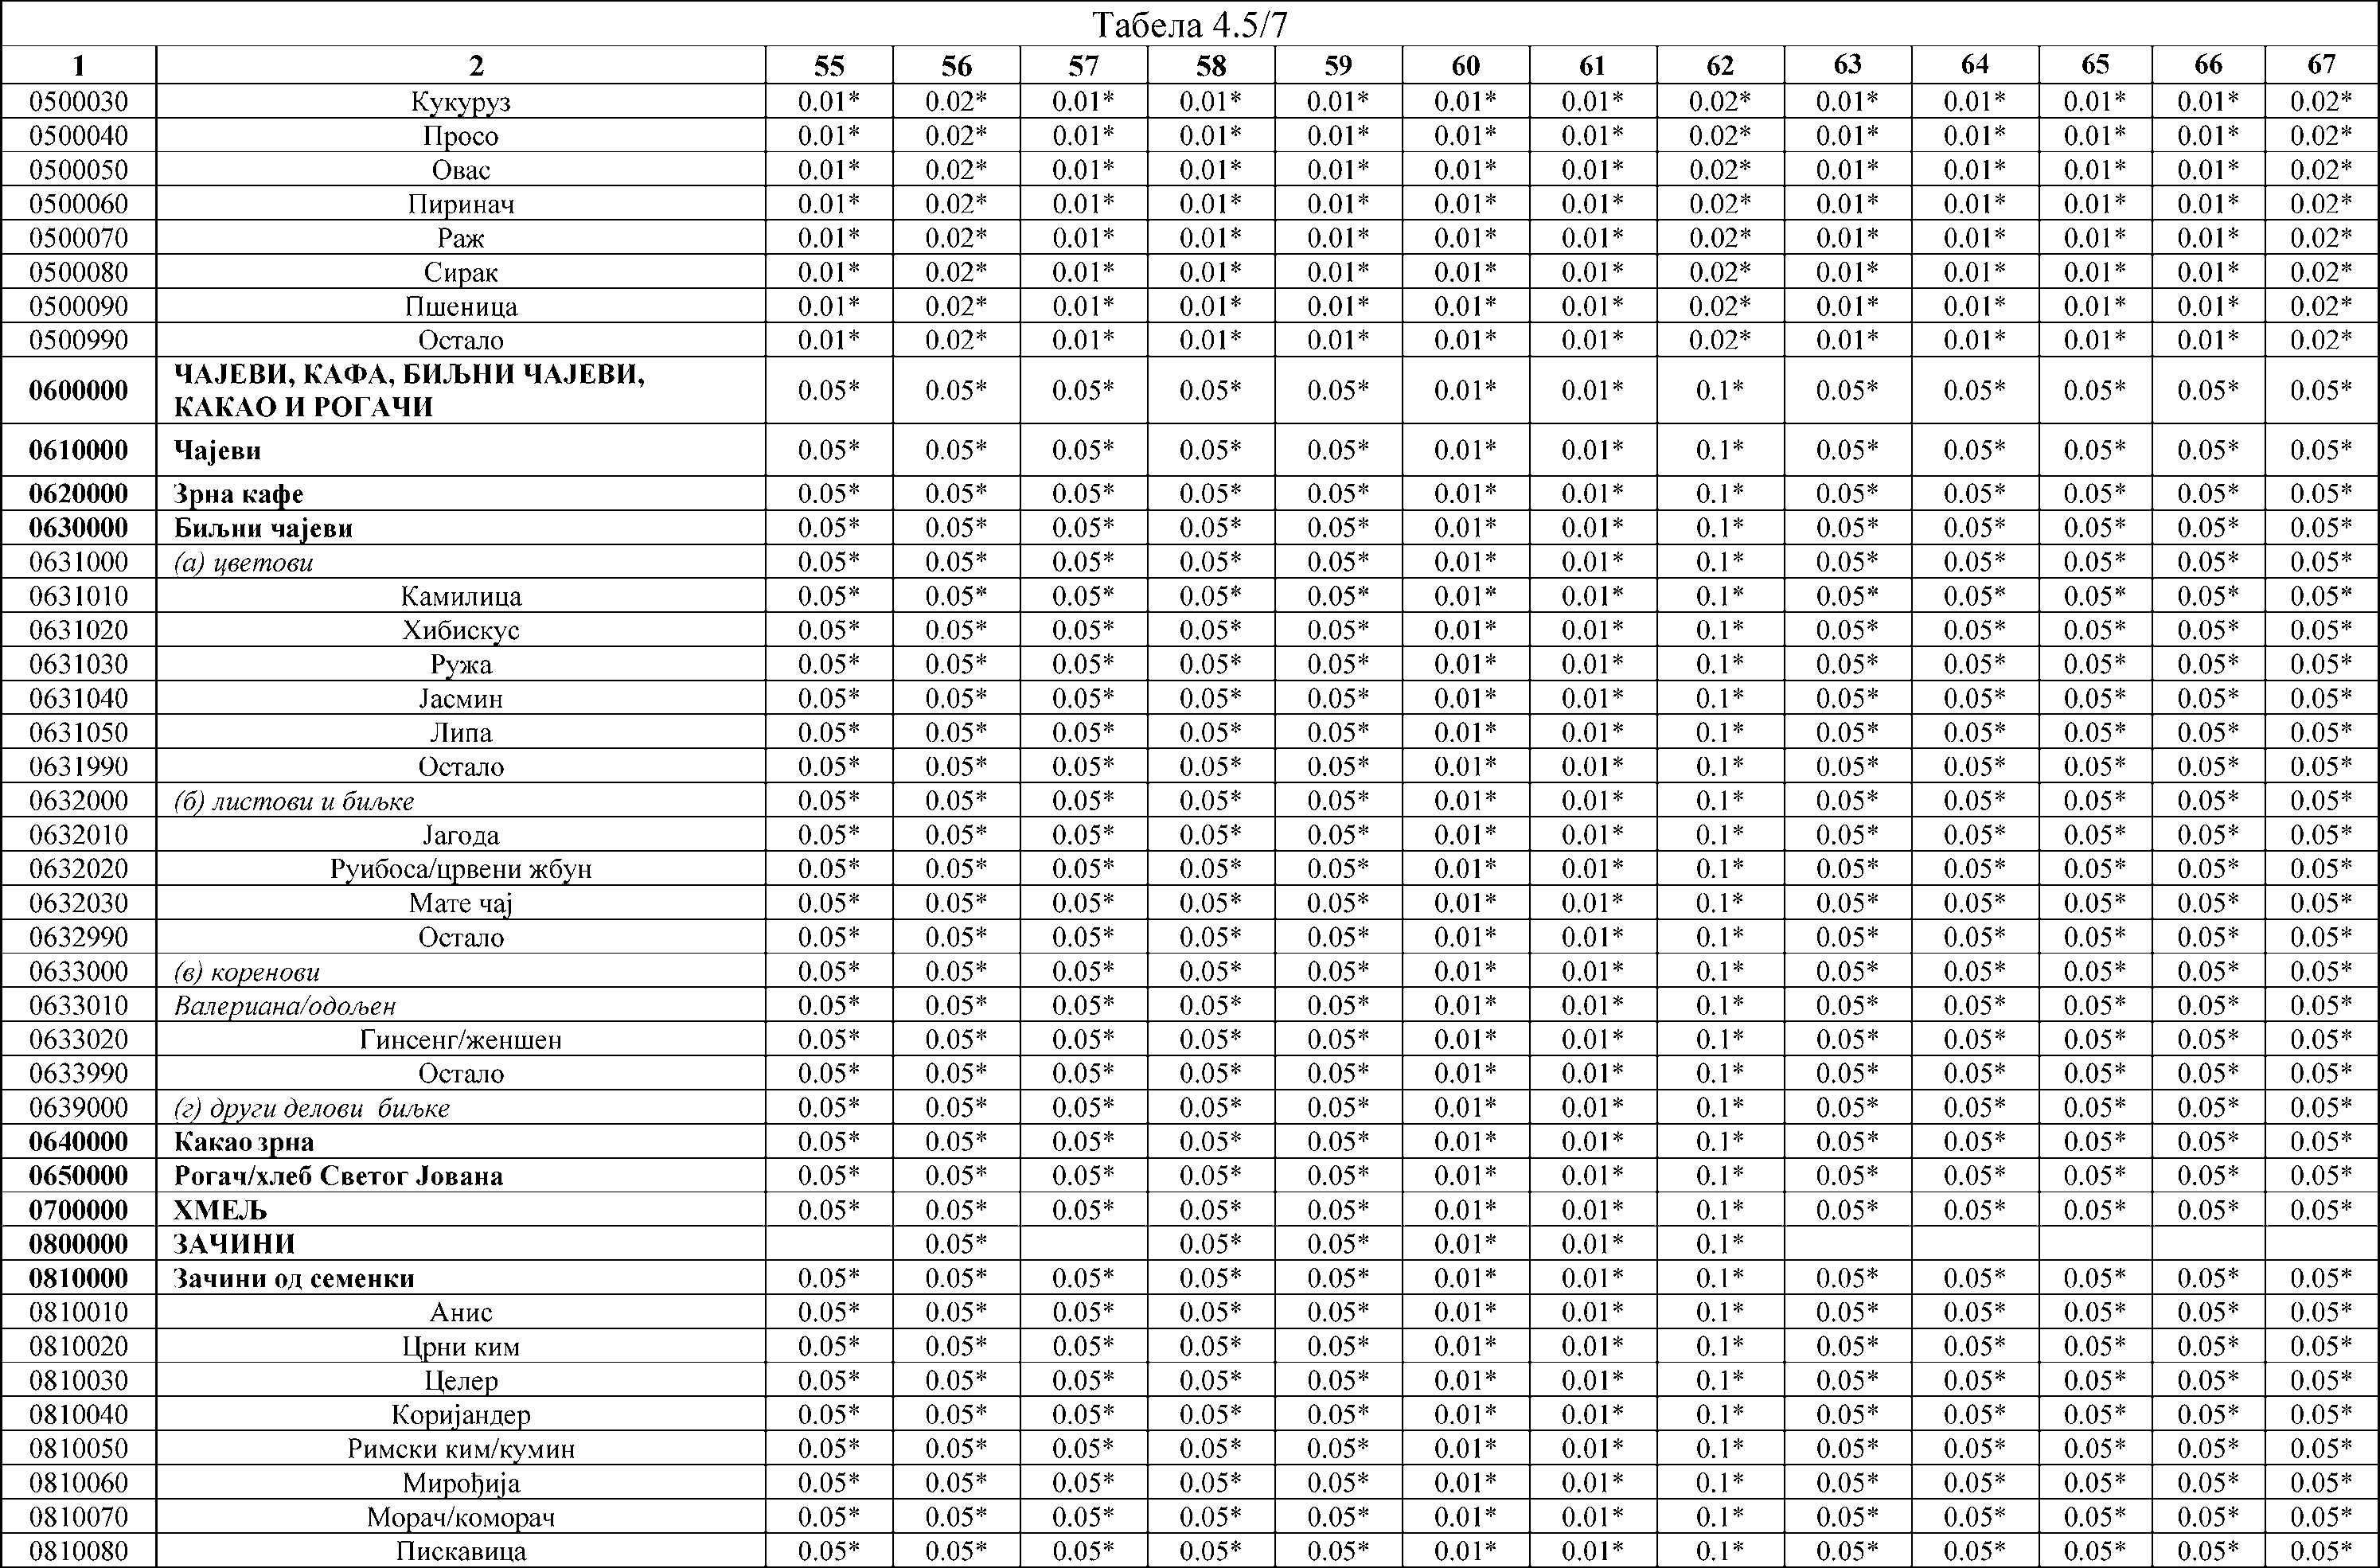 Табела 4.5/7
1 2 55 56 57 58 59 60 61 62 63 64 65 66 67
0500030 Кукуруз 0.01* 0.02* 0.01* 0.01* 0.01* 0.01* 0.01* 0.02* 0.01* 0.01* 0.01* 0.01* 0.02*
0500040 Просо 0.01* 0.02* 0.01* 0.01* 0.01* 0.01* 0.01* 0.02* 0.01* 0.01* 0.01* 0.01* 0.02*
0500050 Овас 0.01* 0.02* 0.01* 0.01* 0.01* 0.01* 0.01* 0.02* 0.01* 0.01* 0.01* 0.01* 0.02*
0500060 Пиринач 0.01* 0.02* 0.01* 0.01* 0.01* 0.01* 0.01* 0.02* 0.01* 0.01* 0.01* 0.01* 0.02*
0500070 Раж 0.01* 0.02* 0.01* 0.01* 0.01* 0.01* 0.01* 0.02* 0.01* 0.01* 0.01* 0.01* 0.02*
0500080 Сирак 0.01* 0.02* 0.01* 0.01* 0.01* 0.01* 0.01* 0.02* 0.01* 0.01* 0.01* 0.01* 0.02*
0500090 Пшеница 0.01* 0.02* 0.01* 0.01* 0.01* 0.01* 0.01* 0.02* 0.01* 0.01* 0.01* 0.01* 0.02*
0500990 Остало 0.01* 0.02* 0.01* 0.01* 0.01* 0.01* 0.01* 0.02* 0.01* 0.01* 0.01* 0.01* 0.02*
0600000 ЧАЈЕВИ, КАФА, БИЉНИ ЧАЈЕВИ,
КАКАО И РОГАЧИ 0.05* 0.05* 0.05* 0.05* 0.05* 0.01* 0.01* 0.1* 0.05* 0.05* 0.05* 0.05* 0.05*
0610000 Чајеви 0.05* 0.05* 0.05* 0.05* 0.05* 0.01* 0.01* 0.1* 0.05* 0.05* 0.05* 0.05* 0.05*
0620000 Зрна кафе 0.05* 0.05* 0.05* 0.05* 0.05* 0.01* 0.01* 0.1* 0.05* 0.05* 0.05* 0.05* 0.05*
0630000 Биљни чајеви 0.05* 0.05* 0.05* 0.05* 0.05* 0.01* 0.01* 0.1* 0.05* 0.05* 0.05* 0.05* 0.05*
0631000 (а) цветови 0.05* 0.05* 0.05* 0.05* 0.05* 0.01* 0.01* 0.1* 0.05* 0.05* 0.05* 0.05* 0.05*
0631010 Камилица 0.05* 0.05* 0.05* 0.05* 0.05* 0.01* 0.01* 0.1* 0.05* 0.05* 0.05* 0.05* 0.05*
0631020 Хибискус 0.05* 0.05* 0.05* 0.05* 0.05* 0.01* 0.01* 0.1* 0.05* 0.05* 0.05* 0.05* 0.05*
0631030 Ружа 0.05* 0.05* 0.05* 0.05* 0.05* 0.01* 0.01* 0.1* 0.05* 0.05* 0.05* 0.05* 0.05*
0631040 Јасмин 0.05* 0.05* 0.05* 0.05* 0.05* 0.01* 0.01* 0.1* 0.05* 0.05* 0.05* 0.05* 0.05*
0631050 Липа 0.05* 0.05* 0.05* 0.05* 0.05* 0.01* 0.01* 0.1* 0.05* 0.05* 0.05* 0.05* 0.05*
0631990 Остало 0.05* 0.05* 0.05* 0.05* 0.05* 0.01* 0.01* 0.1* 0.05* 0.05* 0.05* 0.05* 0.05*
0632000 (б) листови и биљке 0.05* 0.05* 0.05* 0.05* 0.05* 0.01* 0.01* 0.1* 0.05* 0.05* 0.05* 0.05* 0.05*
0632010 Јагода 0.05* 0.05* 0.05* 0.05* 0.05* 0.01* 0.01* 0.1* 0.05* 0.05* 0.05* 0.05* 0.05*
0632020 Руибоса/црвени жбун 0.05* 0.05* 0.05* 0.05* 0.05* 0.01* 0.01* 0.1* 0.05* 0.05* 0.05* 0.05* 0.05*
0632030 Мате чај 0.05* 0.05* 0.05* 0.05* 0.05* 0.01* 0.01* 0.1* 0.05* 0.05* 0.05* 0.05* 0.05*
0632990 Остало 0.05* 0.05* 0.05* 0.05* 0.05* 0.01* 0.01* 0.1* 0.05* 0.05* 0.05* 0.05* 0.05*
0633000 (в) коренови 0.05* 0.05* 0.05* 0.05* 0.05* 0.01* 0.01* 0.1* 0.05* 0.05* 0.05* 0.05* 0.05*
0633010 Валериана/одољен 0.05* 0.05* 0.05* 0.05* 0.05* 0.01* 0.01* 0.1* 0.05* 0.05* 0.05* 0.05* 0.05*
0633020 Гинсенг/женшен 0.05* 0.05* 0.05* 0.05* 0.05* 0.01* 0.01* 0.1* 0.05* 0.05* 0.05* 0.05* 0.05*
0633990 Остало 0.05* 0.05* 0.05* 0.05* 0.05* 0.01* 0.01* 0.1* 0.05* 0.05* 0.05* 0.05* 0.05*
0639000 (г) други делови биљке 0.05* 0.05* 0.05* 0.05* 0.05* 0.01* 0.01* 0.1* 0.05* 0.05* 0.05* 0.05* 0.05*
0640000 Какао зрна 0.05* 0.05* 0.05* 0.05* 0.05* 0.01* 0.01* 0.1* 0.05* 0.05* 0.05* 0.05* 0.05*
0650000 Рогач/хлеб Светог Јована 0.05* 0.05* 0.05* 0.05* 0.05* 0.01* 0.01* 0.1* 0.05* 0.05* 0.05* 0.05* 0.05*
0700000 ХМЕЉ 0.05* 0.05* 0.05* 0.05* 0.05* 0.01* 0.01* 0.1* 0.05* 0.05* 0.05* 0.05* 0.05*
0800000 ЗАЧИНИ 0.05* 0.05* 0.05* 0.01* 0.01* 0.1*
0810000 Зачини од семенки 0.05* 0.05* 0.05* 0.05* 0.05* 0.01* 0.01* 0.1* 0.05* 0.05* 0.05* 0.05* 0.05*
0810010 Анис 0.05* 0.05* 0.05* 0.05* 0.05* 0.01* 0.01* 0.1* 0.05* 0.05* 0.05* 0.05* 0.05*
0810020 Црни ким 0.05* 0.05* 0.05* 0.05* 0.05* 0.01* 0.01* 0.1* 0.05* 0.05* 0.05* 0.05* 0.05*
0810030 Целер 0.05* 0.05* 0.05* 0.05* 0.05* 0.01* 0.01* 0.1* 0.05* 0.05* 0.05* 0.05* 0.05*
0810040 Коријандер 0.05* 0.05* 0.05* 0.05* 0.05* 0.01* 0.01* 0.1* 0.05* 0.05* 0.05* 0.05* 0.05*
0810050 Римски ким/кумин 0.05* 0.05* 0.05* 0.05* 0.05* 0.01* 0.01* 0.1* 0.05* 0.05* 0.05* 0.05* 0.05*
0810060 Мирођија 0.05* 0.05* 0.05* 0.05* 0.05* 0.01* 0.01* 0.1* 0.05* 0.05* 0.05* 0.05* 0.05*
0810070 Морач/коморач 0.05* 0.05* 0.05* 0.05* 0.05* 0.01* 0.01* 0.1* 0.05* 0.05* 0.05* 0.05* 0.05*
0810080 Пискавица 0.05* 0.05* 0.05* 0.05* 0.05* 0.01* 0.01* 0.1* 0.05* 0.05* 0.05* 0.05* 0.05*